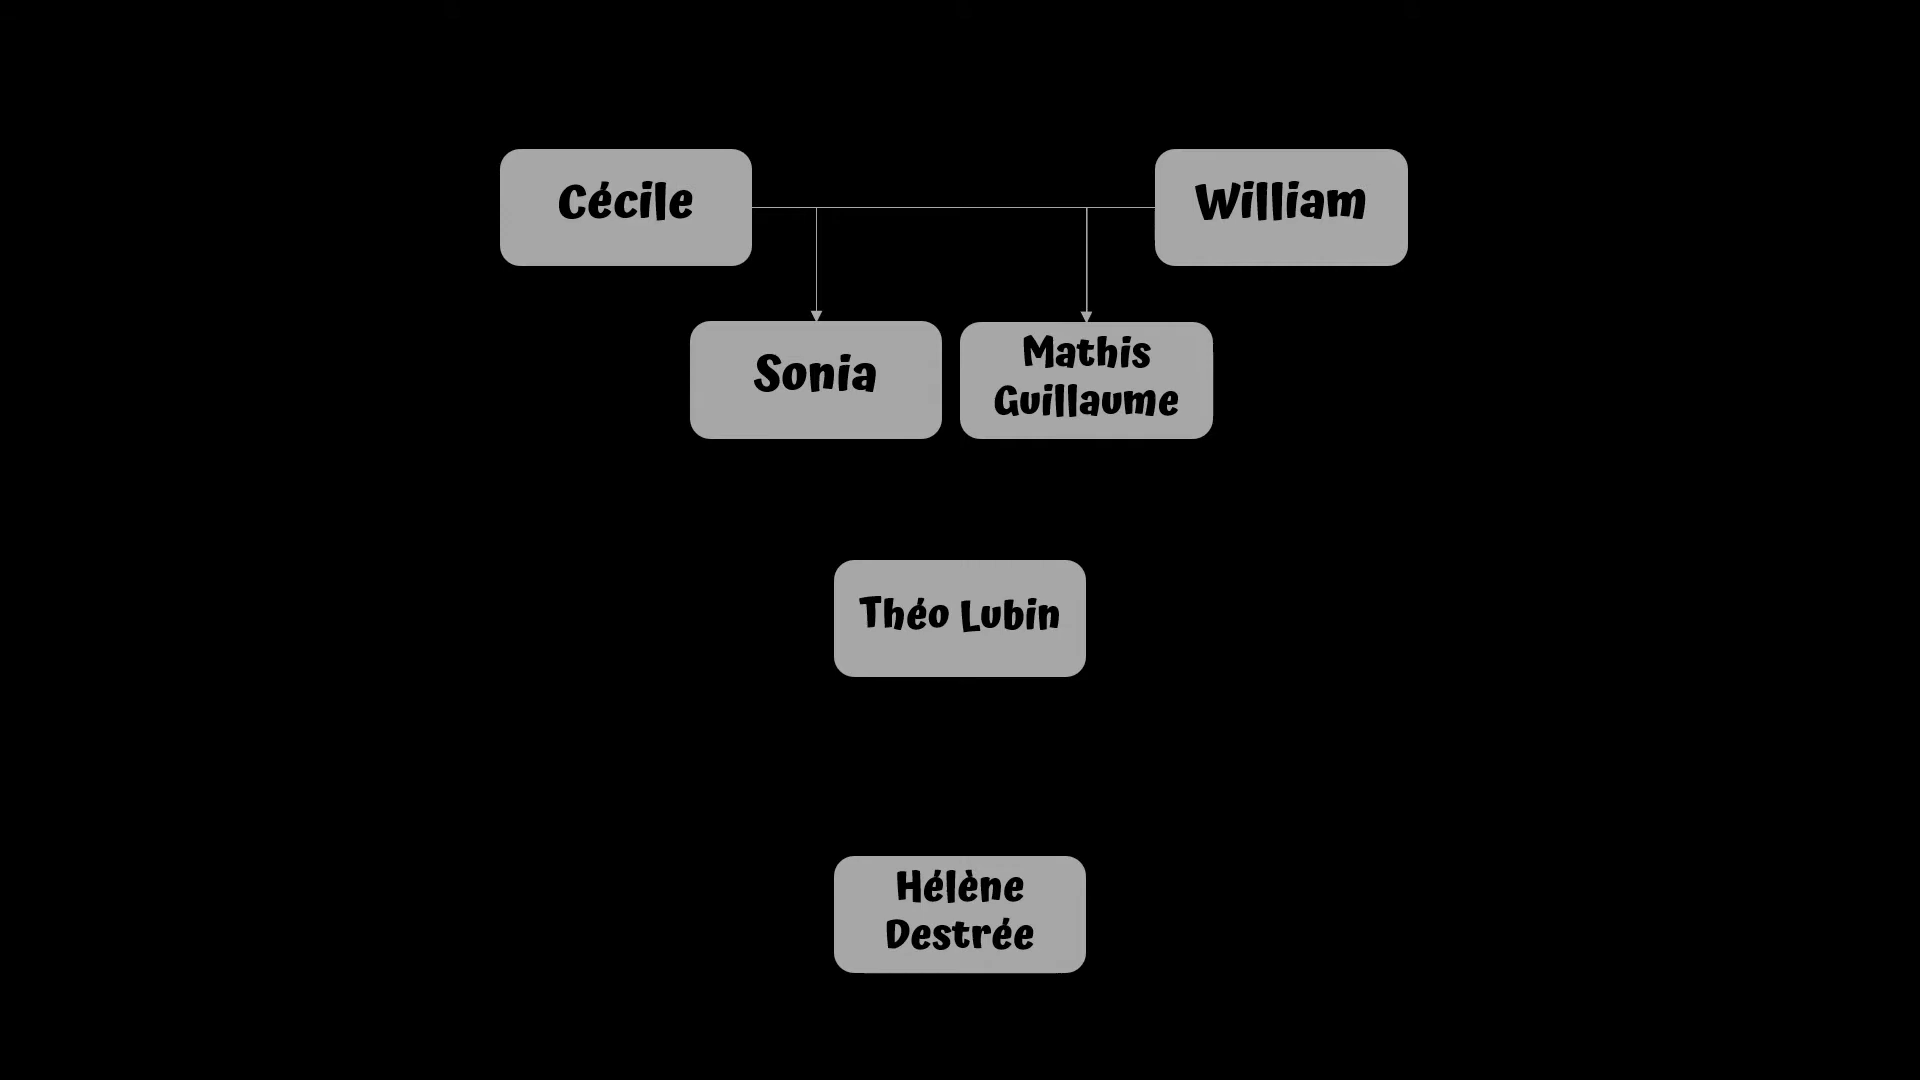 Cécile
William
Sonia
Mathis
Guillaume
Théo Lubin
Hélène
Destrée